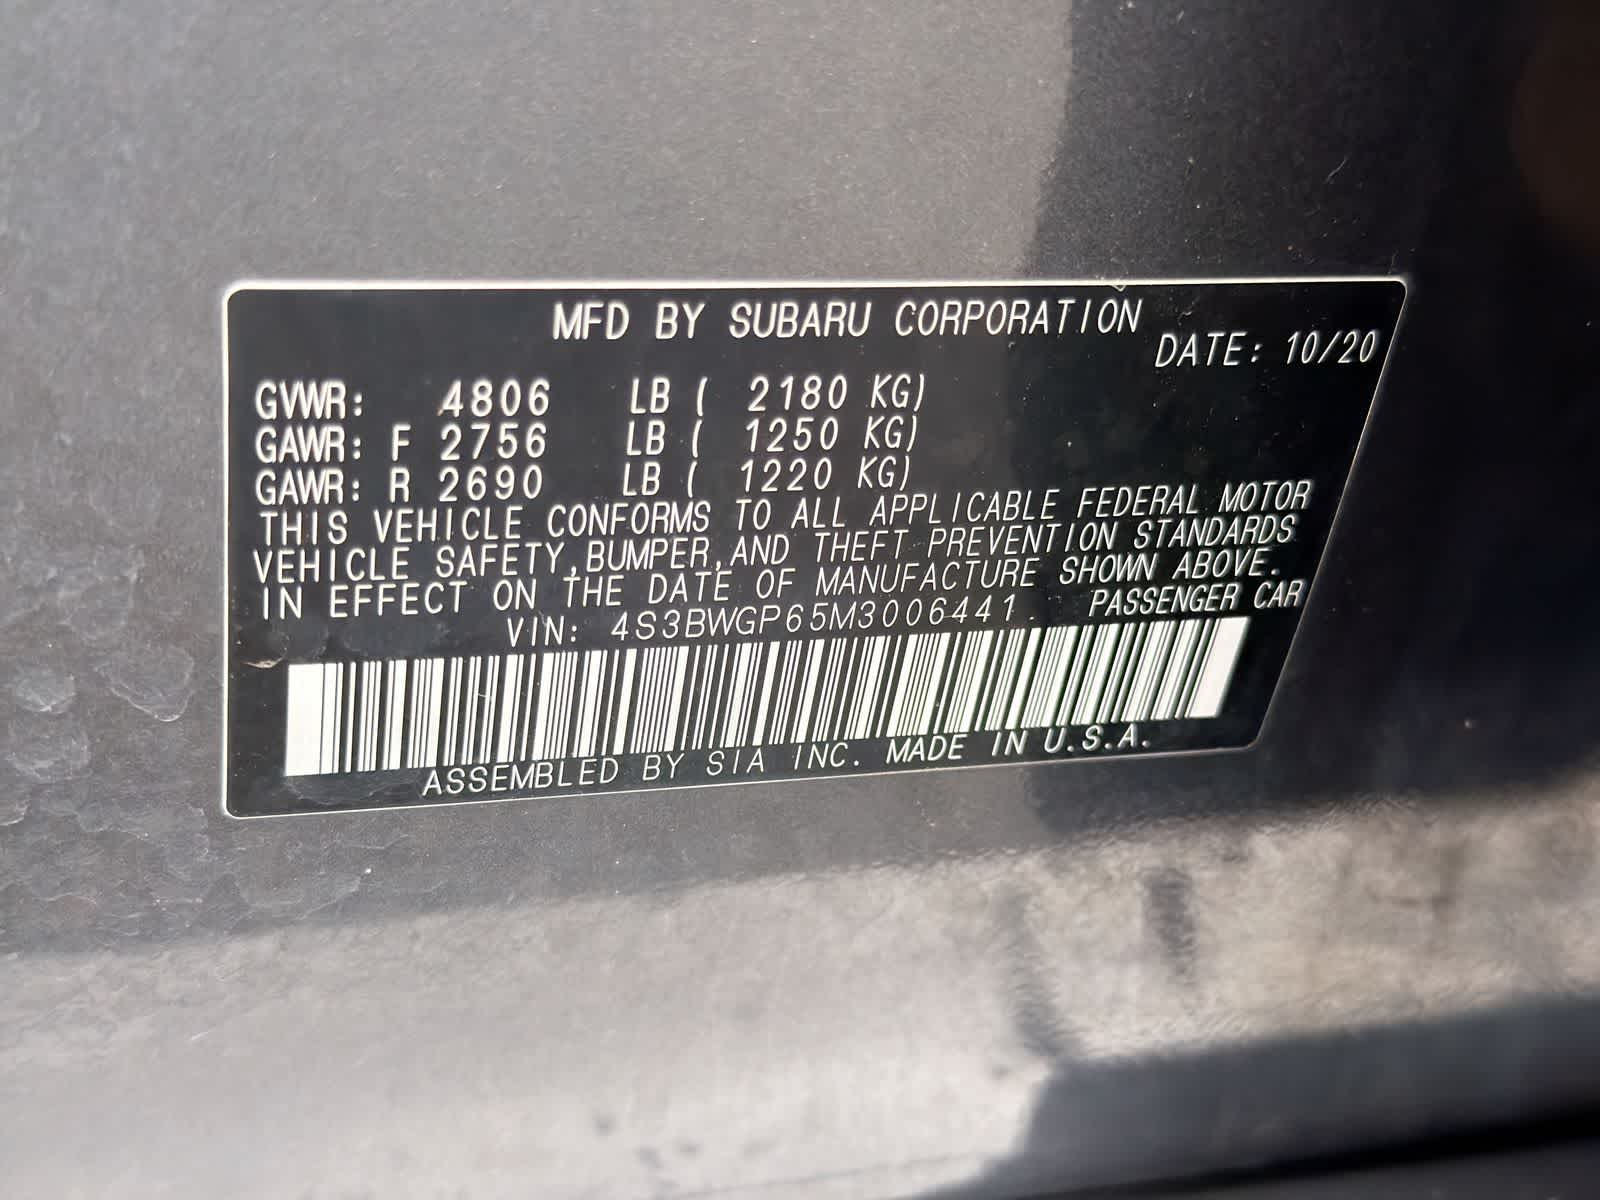 MFD BY SUBARU CORPORATION
DATE: 10/20
GVWR: 4806 LB ( 2180 KG)
GAWR: F 2756 LB ( 1250 KG)
GAWR: R 2690 LB ( 1220 KG)
THIS VEHICLE CONFORMS TO ALL APPLICABLE FEDERAL MOTOR
VEHICLE SAFETY,BUMPER,AND THEFT PREVENTION STANDARDS
IN EFFECT ON THE DATE OF MANUFACTURE SHOWN ABOVE.
VIN: 4S3BWGP65M3006441 PASSENGER CAR
ASSEMBLED BY SIA INC. MADE IN U.S.A.